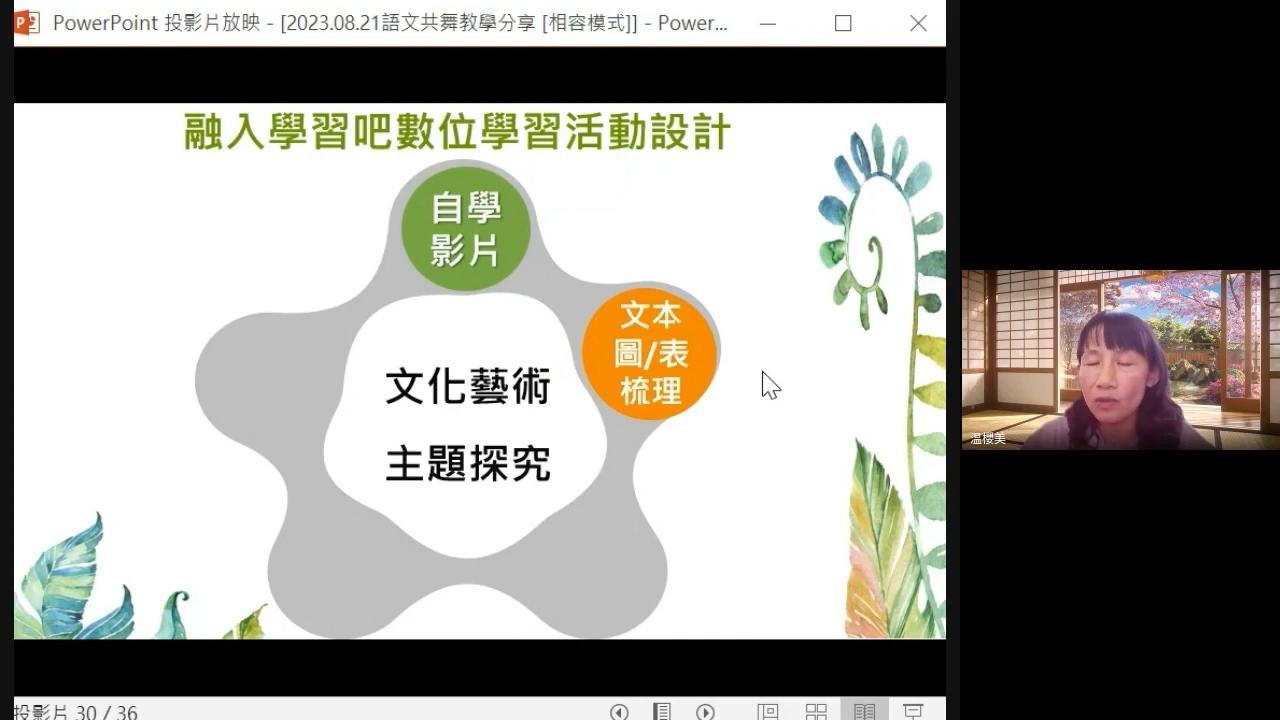 PowerPoint 投影片放映 - [2023.08.21語文共舞教學分享 [相容模式]] - Power...
融入學習吧數位學習活動設計
自學
影片
文本
圖/表
梳理
文化藝術
主題探究
温櫻美
投影片 30 / 36